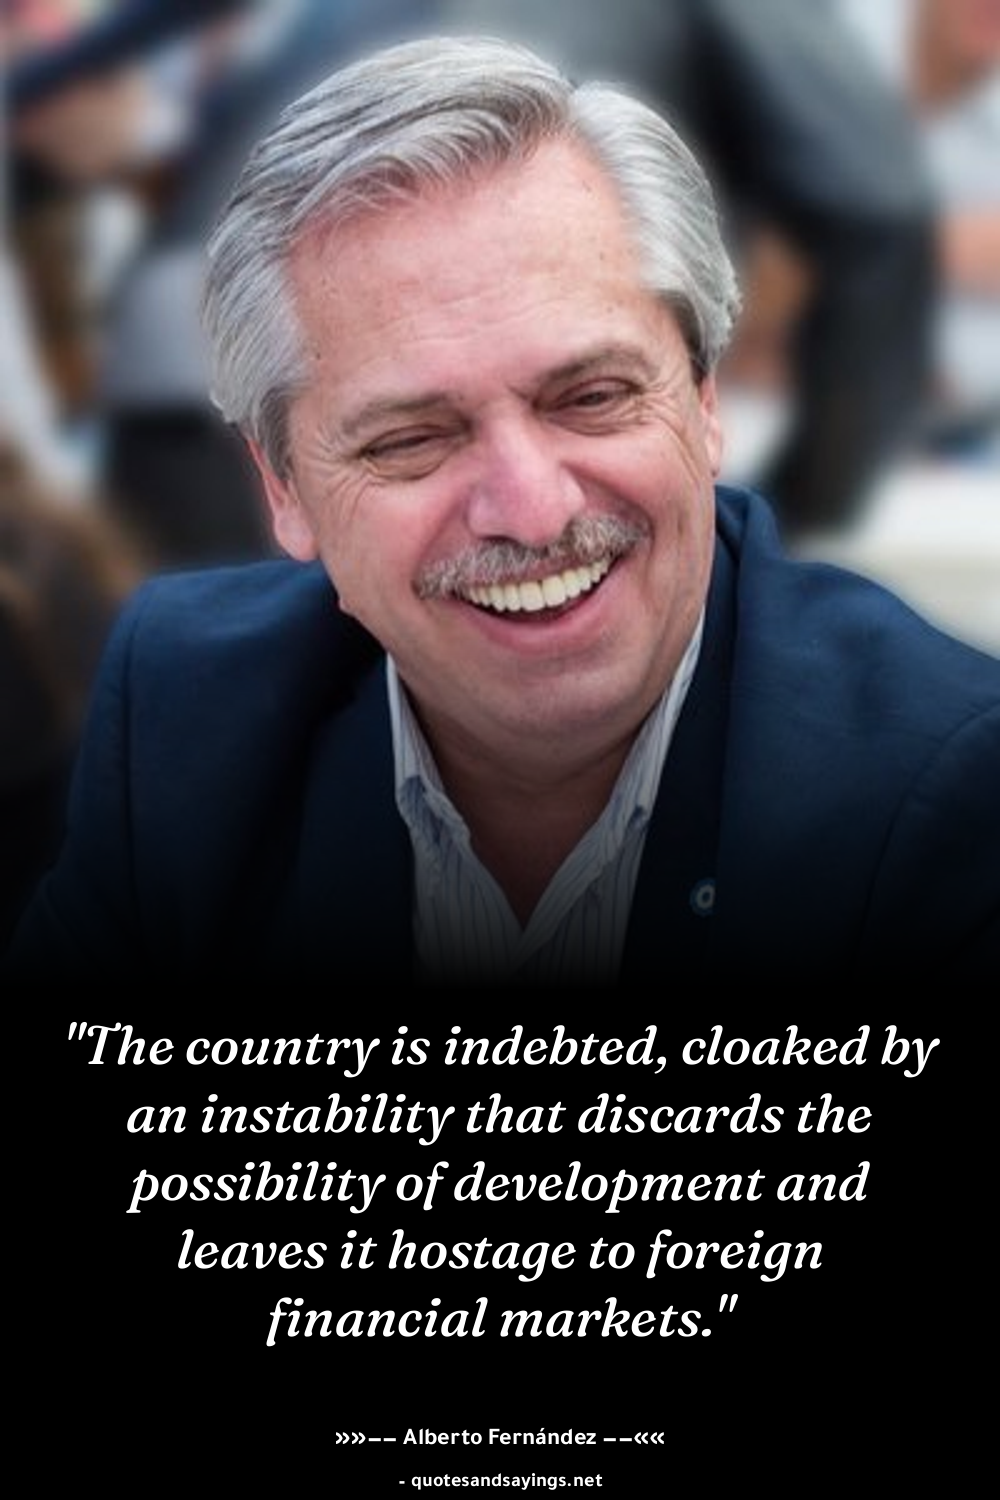 "The country is indebted, cloaked by
an instability that discards the
possibility of development and
leaves it hostage to foreign
financial markets."
»»–– Alberto Fernández ––««
- quotesandsayings.net